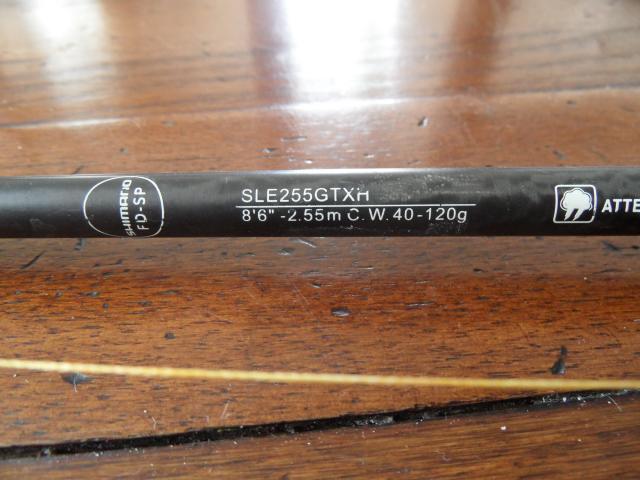 SHIMANO
FD-SP
SLE255GTXH
8'6" -2.55m C.W. 40-120g
ATTE